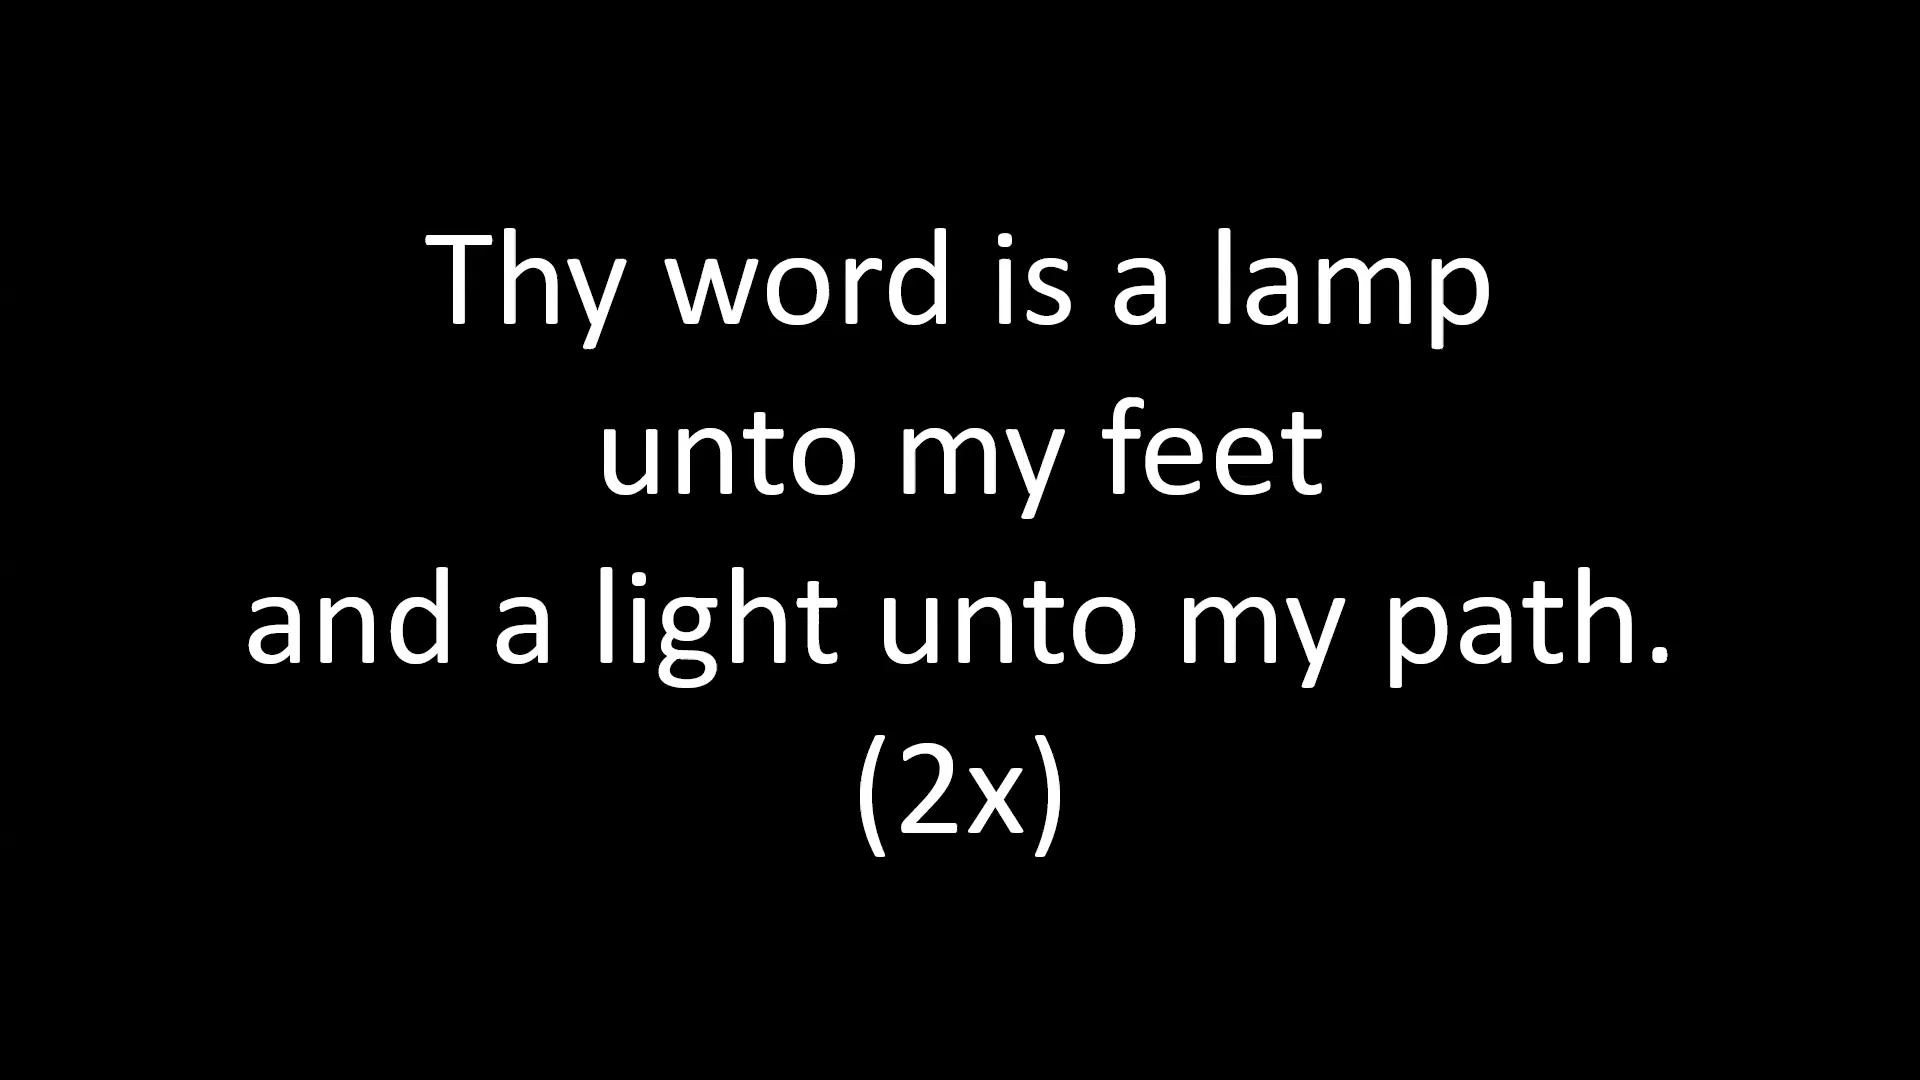 Thy word is a lamp
unto my feet
and a light unto my path.
(2x)